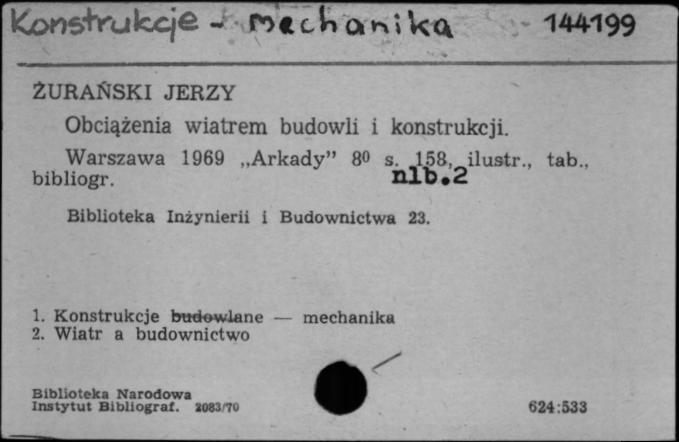 Konstrukcje - mechanika 144199
ŻURAŃSKI JERZY
Obciążenia wiatrem budowli i konstrukcji.
Warszawa 1969 „Arkady” 8⁰ s. 158, ilustr., tab.,
bibliogr. nlb.2
Biblioteka Inżynierii i Budownictwa 23.
1. Konstrukcje budowlane — mechanika
2. Wiatr a budownictwo
Biblioteka Narodowa
Instytut Bibliograf. 2083/70 624:533